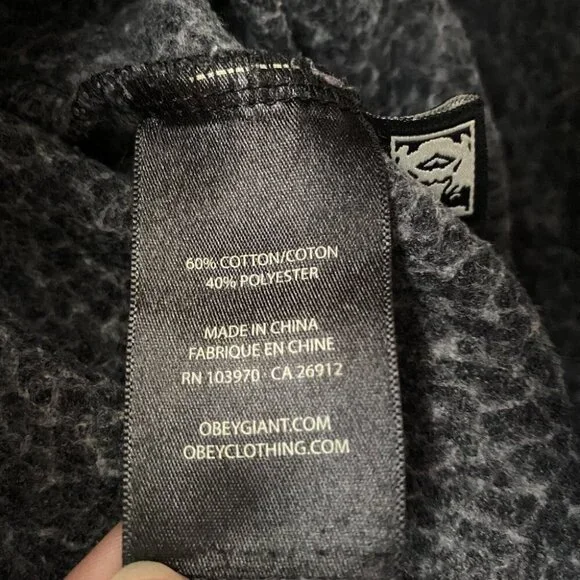 60% COTTON/COTON
40% POLYESTER
MADE IN CHINA
FABRIQUE EN CHINE
RN 103970 · CA 26912
OBEYGIANT.COM
OBEYCLOTHING.COM